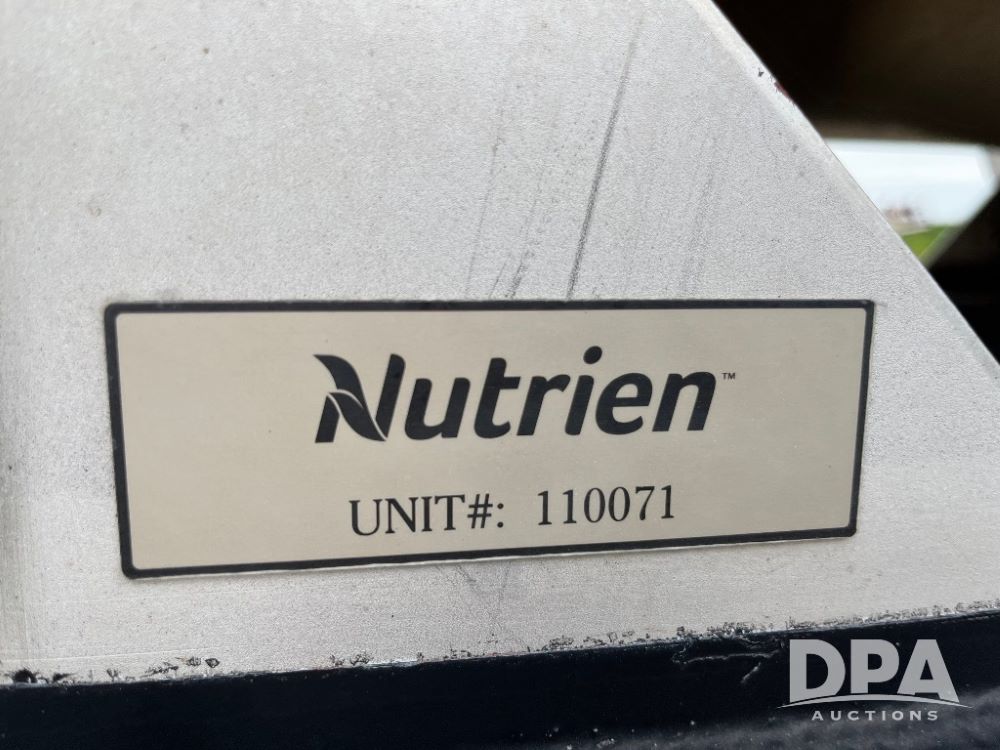 Nutrien™
UNIT#: 110071
DPA
AUCTIONS